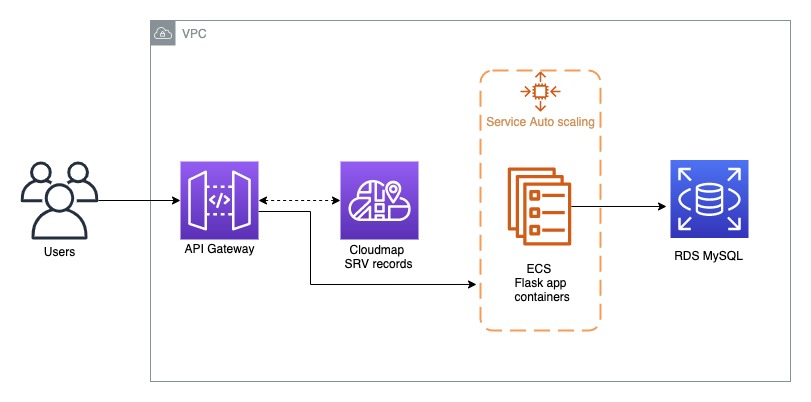 VPC
Service Auto scaling
Users
API Gateway
Cloudmap
SRV records
ECS
Flask app
containers
RDS MySQL